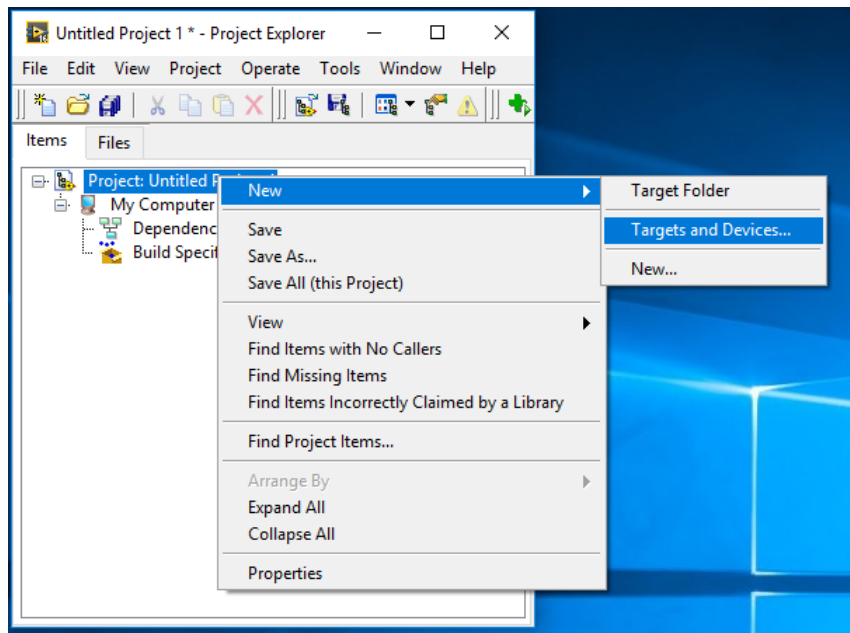 Untitled Project 1 * - Project Explorer
File Edit View Project Operate Tools Window Help
Items Files
Project: Untitled P
My Computer
Dependenc
Build Specif
New
Save
Save As...
Save All (this Project)
View
Find Items with No Callers
Find Missing Items
Find Items Incorrectly Claimed by a Library
Find Project Items...
Arrange By
Expand All
Collapse All
Properties
Target Folder
Targets and Devices...
New...